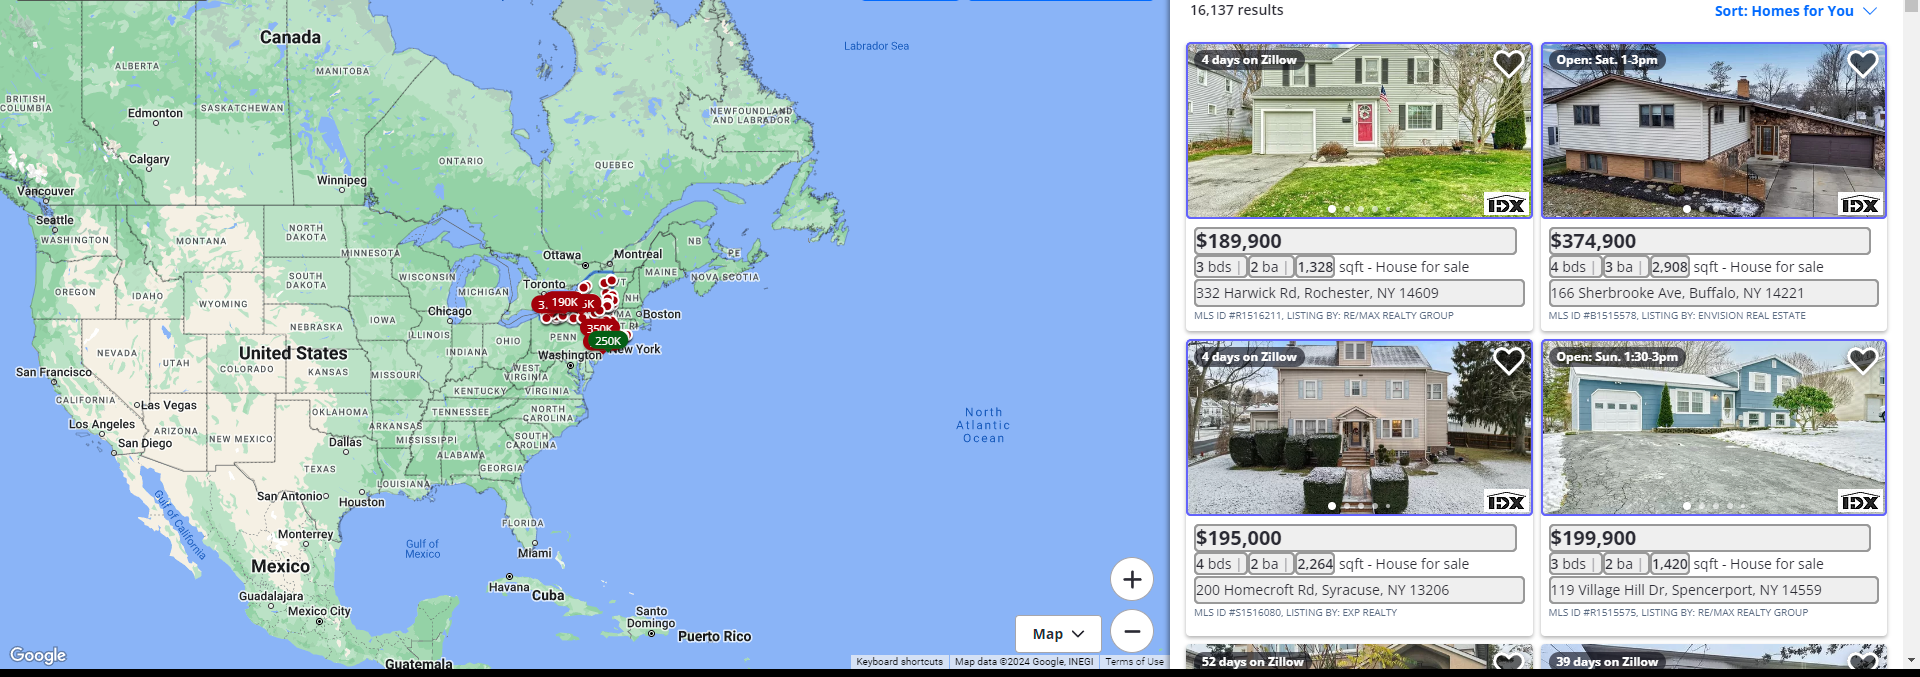 16,137 results
Sort: Homes for You
4 days on Zillow
IDX
$189,900
3 bds | 2 ba | 1,328 sqft - House for sale
332 Harwick Rd, Rochester, NY 14609
MLS ID #R1516211, LISTING BY: RE/MAX REALTY GROUP
Open: Sat. 1-3pm
IDX
$374,900
4 bds | 3 ba | 2,908 sqft - House for sale
166 Sherbrooke Ave, Buffalo, NY 14221
MLS ID #B1515578, LISTING BY: ENVISION REAL ESTATE
4 days on Zillow
IDX
$195,000
4 bds | 2 ba | 2,264 sqft - House for sale
200 Homecroft Rd, Syracuse, NY 13206
MLS ID #S1516080, LISTING BY: EXP REALTY
Open: Sun. 1:30-3pm
IDX
$199,900
3 bds | 2 ba | 1,420 sqft - House for sale
119 Village Hill Dr, Spencerport, NY 14559
MLS ID #R1515575, LISTING BY: RE/MAX REALTY GROUP
52 days on Zillow
39 days on Zillow
Canada
Labrador Sea
ALBERTA
MANITOBA
BRITISH
COLUMBIA
SASKATCHEWAN
NEWFOUNDLAND
AND LABRADOR
Edmonton
Calgary
ONTARIO
QUEBEC
Vancouver
Winnipeg
Seattle
WASHINGTON
MONTANA
NORTH
DAKOTA
MINNESOTA
Ottawa
Montreal
NB
PE
MAINE
NOVA SCOTIA
OREGON
IDAHO
SOUTH
DAKOTA
WISCONSIN
MICHIGAN
Toronto
VT
NH
WYOMING
IOWA
Chicago
3.
190K
5K
MA
Boston
NEBRASKA
ILLINOIS
OHIO
PENN
350K
CT
RI
250K
New York
NEVADA
UTAH
United States
INDIANA
Washington
San Francisco
COLORADO
KANSAS
MISSOURI
WEST
VIRGINIA
KENTUCKY
VIRGINIA
CALIFORNIA
Las Vegas
OKLAHOMA
TENNESSEE
NORTH
CAROLINA
Los Angeles
ARIZONA
NEW MEXICO
ARKANSAS
San Diego
Dallas
MISSISSIPPI
SOUTH
CAROLINA
ALABAMA
TEXAS
GEORGIA
North
Atlantic
Ocean
San Antonio
Houston
LOUISIANA
Gulf of California
FLORIDA
Monterrey
Gulf of
Mexico
Miami
Mexico
Havana
Cuba
Guadalajara
Mexico City
Santo
Domingo
Puerto Rico
Guatemala
Map
Google
Keyboard shortcuts
Map data ©2024 Google, INEGI
Terms of Use